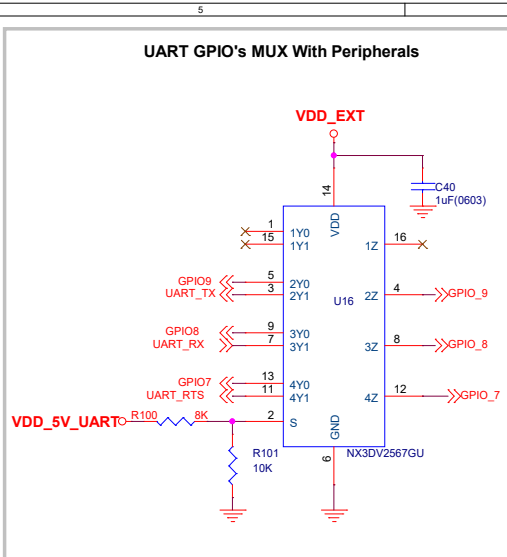 5
UART GPIO's MUX With Peripherals
VDD_EXT
14
C40
1uF(0603)
VDD
1 1Y0
15 1Y1 1Z 16
GPIO9 5 2Y0 2Z 4 GPIO_9
UART_TX 3 2Y1
U16
GPIO8 9 3Y0
UART_RX 7 3Y1 3Z 8 GPIO_8
GPIO7 13 4Y0
UART_RTS 11 4Y1 4Z 12 GPIO_7
VDD_5V_UART R100 8K 2 S
GND
R101 6 NX3DV2567GU
10K